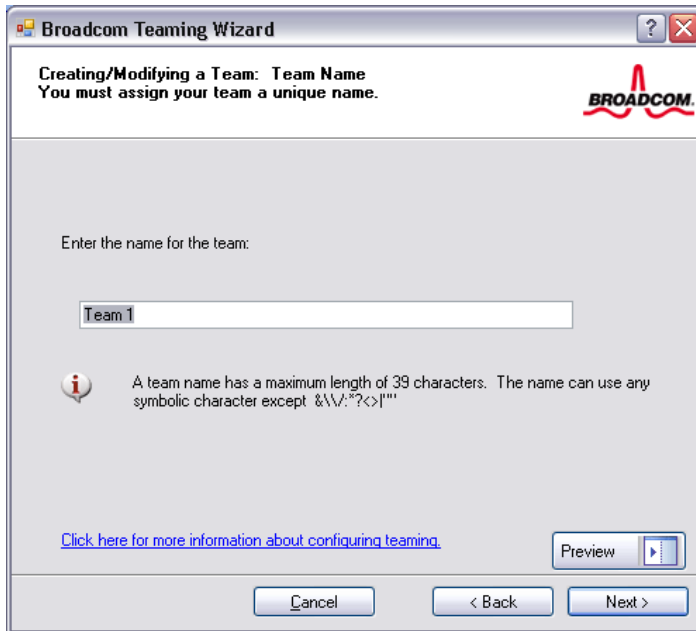 Broadcom Teaming Wizard
?
Creating/Modifying a Team: Team Name
You must assign your team a unique name.
BROADCOM.
Enter the name for the team:
Team 1
A team name has a maximum length of 39 characters. The name can use any
symbolic character except &\\/:*?<>|'"'
Click here for more information about configuring teaming.
Preview
Cancel
< Back
Next >